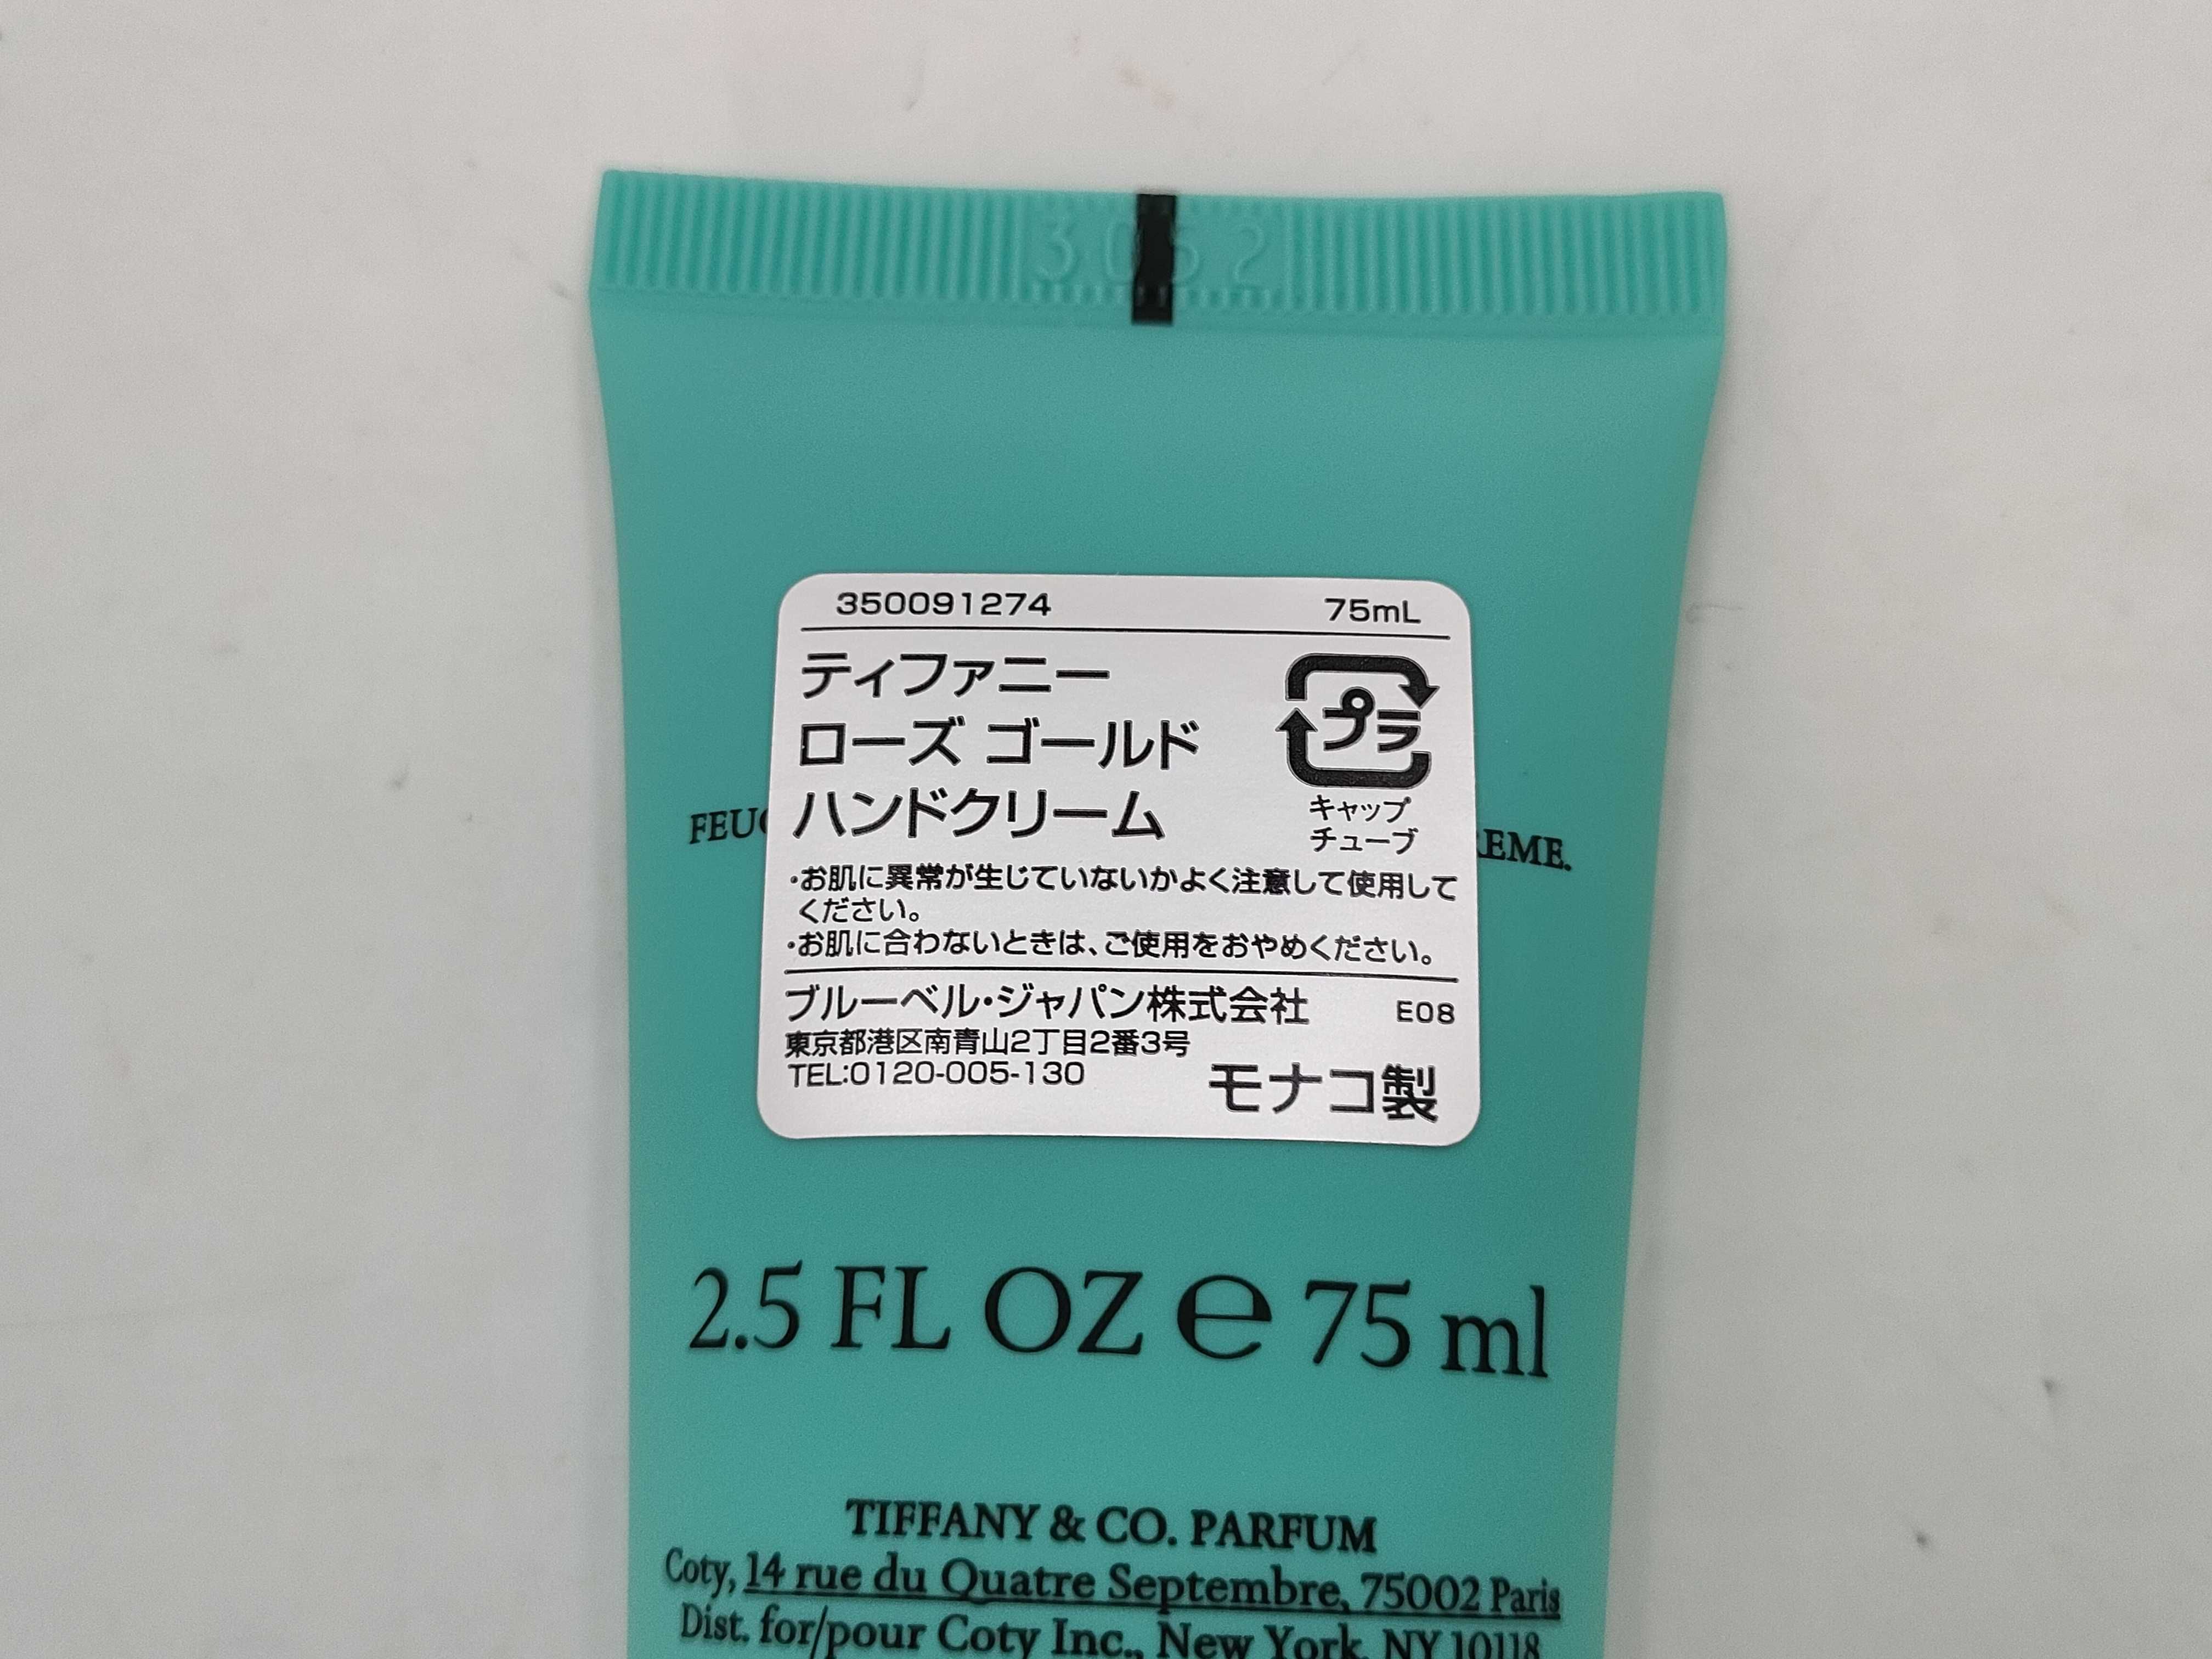 3052
350091274 75mL
ティファニー
ローズ ゴールド
ハンドクリーム
プラ
キャップ
チューブ
・お肌に異常が生じていないかよく注意して使用して
ください。
・お肌に合わないときは、ご使用をおやめください。
ブルーベル・ジャパン株式会社 E08
東京都港区南青山2丁目2番3号
TEL:0120-005-130
モナコ製
2.5 FL OZ ℮ 75 ml
TIFFANY & CO. PARFUM
Coty, 14 rue du Quatre Septembre, 75002 Paris
Dist. for/pour Coty Inc., New York, NY 10118